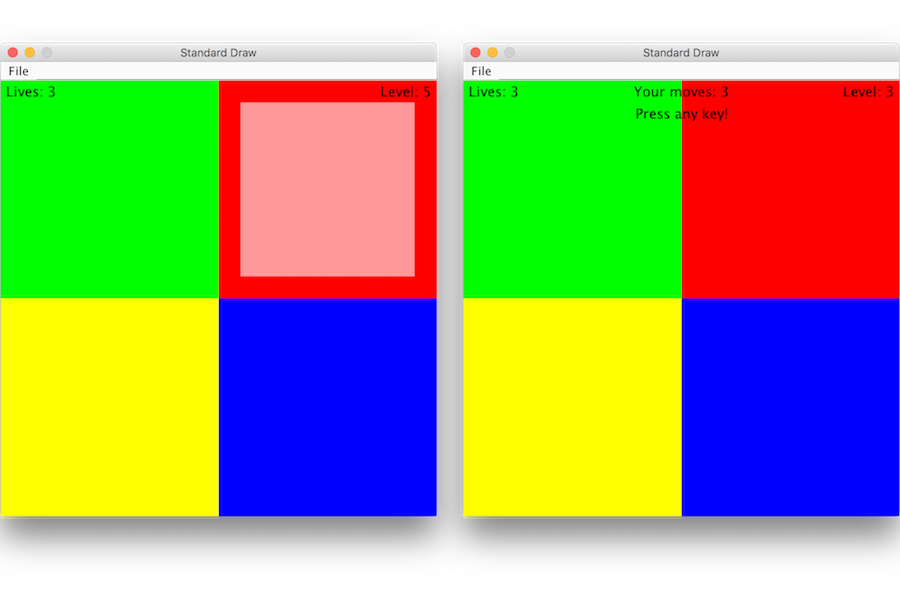 Standard Draw
File
Lives: 3
Level: 5
Standard Draw
File
Lives: 3
Your moves: 3
Level: 3
Press any key!